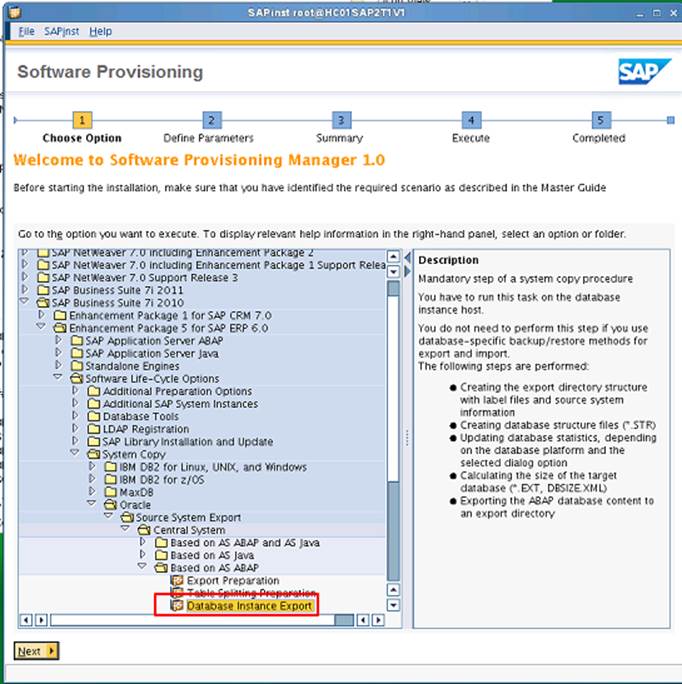 SAPinst root@HC01SAP2T1V1
File SAPinst Help
Software Provisioning
SAP
1 2 3 4 5
Choose Option Define Parameters Summary Execute Completed
Welcome to Software Provisioning Manager 1.0
Before starting the installation, make sure that you have identified the required scenario as described in the Master Guide
Go to the option you want to execute. To display relevant help information in the right-hand panel, select an option or folder.
SAP NetWeaver 7.0 including Enhancement Package 2
SAP NetWeaver 7.0 including Enhancement Package 1 Support Relea
SAP NetWeaver 7.0 Support Release 3
SAP Business Suite 7i 2011
SAP Business Suite 7i 2010
Enhancement Package 1 for SAP CRM 7.0
Enhancement Package 5 for SAP ERP 6.0
SAP Application Server ABAP
SAP Application Server Java
Standalone Engines
Software Life-Cycle Options
Additional Preparation Options
Additional SAP System Instances
Database Tools
LDAP Registration
SAP Library Installation and Update
System Copy
IBM DB2 for Linux, UNIX, and Windows
IBM DB2 for z/OS
MaxDB
Oracle
Source System Export
Central System
Based on AS ABAP and AS Java
Based on AS Java
Based on AS ABAP
Export Preparation
Table Splitting Preparation
Database Instance Export
Description
Mandatory step of a system copy procedure
You have to run this task on the database
instance host.
You do not need to perform this step if you use
database-specific backup/restore methods for
export and import.
The following steps are performed:
Creating the export directory structure
with label files and source system
information
Creating database structure files (*.STR)
Updating database statistics, depending
on the database platform and the
selected dialog option
Calculating the size of the target
database (*.EXT, DBSIZE.XML)
Exporting the ABAP database content to
an export directory
Next